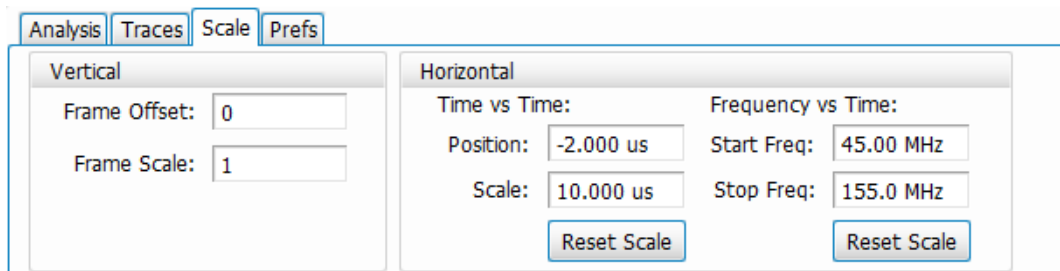 Analysis Traces Scale Prefs
Vertical
Frame Offset: 0
Frame Scale: 1
Horizontal
Time vs Time: Frequency vs Time:
Position: -2.000 us Start Freq: 45.00 MHz
Scale: 10.000 us Stop Freq: 155.0 MHz
Reset Scale Reset Scale